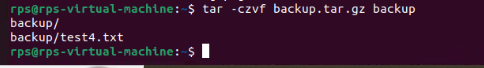 rps@rps-virtual-machine:~$ tar -czvf backup.tar.gz backup
backup/
backup/test4.txt
rps@rps-virtual-machine:~$